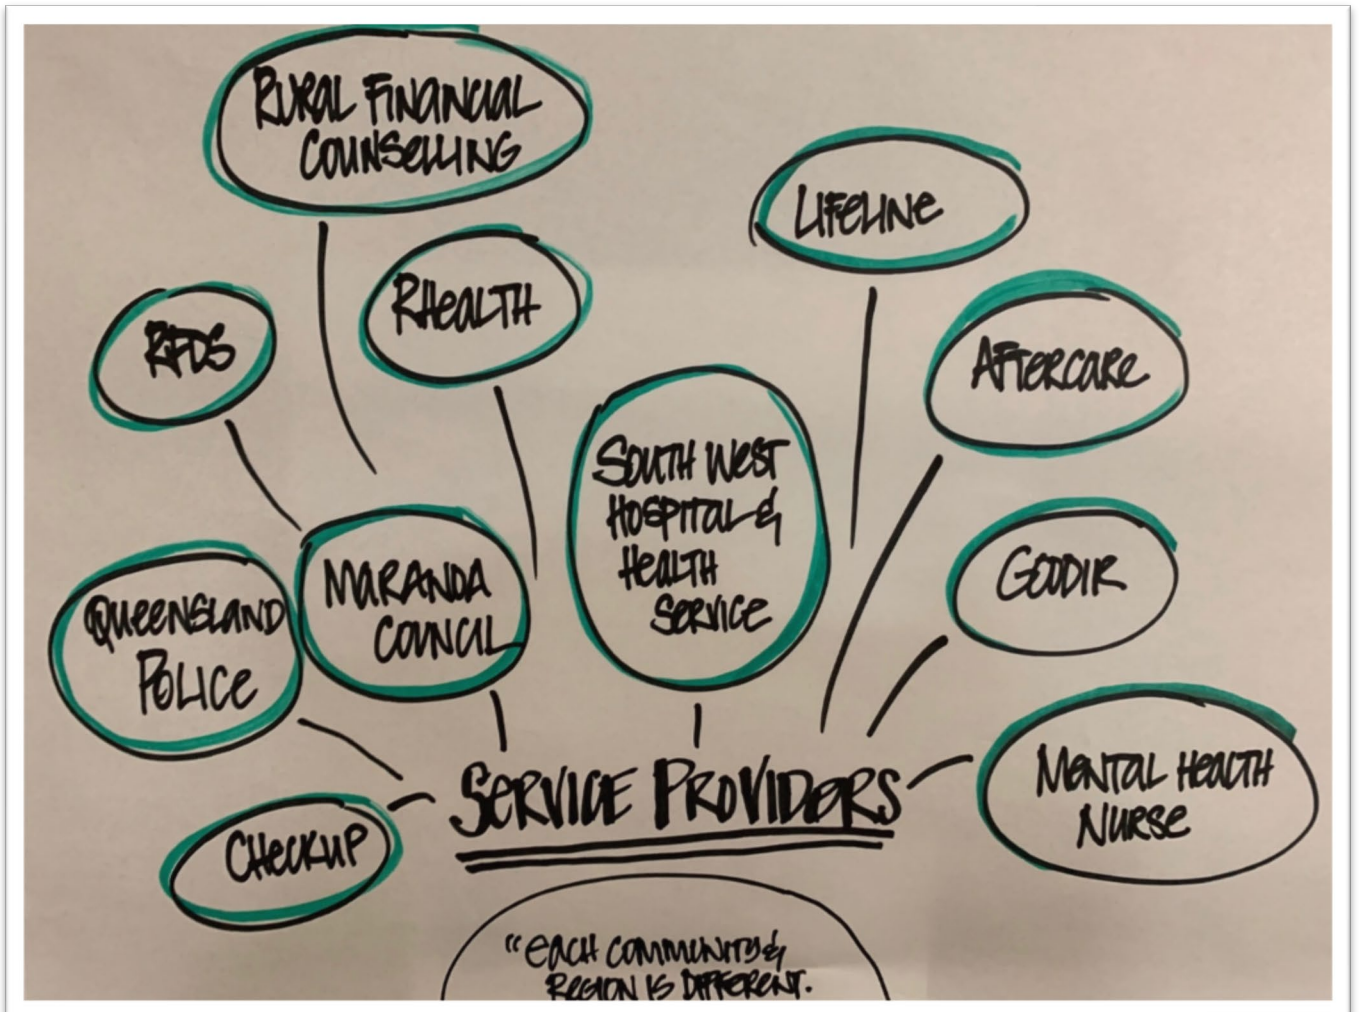 RURAL FINANCIAL
COUNSELLING
LIFELINE
RHEALTH
RFDS
AFTERCARE
SOUTH WEST
HOSPITAL &
HEALTH
SERVICE
MARANOA
COUNCIL
GOODIR
QUEENSLAND
POLICE
MENTAL HEALTH
NURSE
SERVICE PROVIDERS
CHECKUP
"EACH COMMUNITY &
REGION IS DIFFERENT.